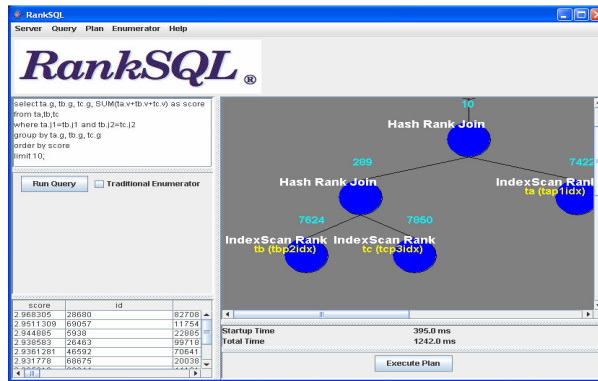 RankSQL
Server Query Plan Enumerator Help
RankSQL®
select ta.g, tb.g, tc.g, SUM(ta.v+tb.v+tc.v) as score
from ta,tb,tc
where ta.j1=tb.j1 and tb.j2=tc.j2
group by ta.g, tb.g, tc.g
order by score
limit 10;
Run Query Traditional Enumerator
10
Hash Rank Join
289 7422
Hash Rank Join IndexScan Rank
ta (tap1idx)
7624 7850
IndexScan Rank IndexScan Rank
tb (tbp2idx) tc (tcp3idx)
score id
2.968305 28680 82708
2.9511309 69057 11754
2.944885 5938 22885
2.938583 26463 99718
2.9361281 46592 70641
2.931778 68675 20038
Startup Time 395.0 ms
Total Time 1242.0 ms
Execute Plan